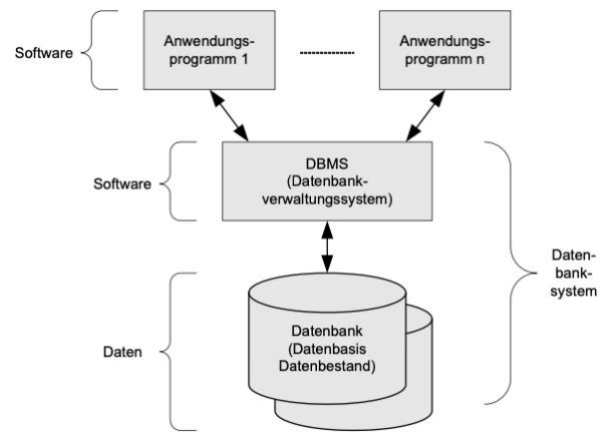 Software
Anwendungs-
programm 1
Anwendungs-
programm n
Software
DBMS
(Datenbank-
verwaltungssystem)
Daten-
bank-
system
Daten
Datenbank
(Datenbasis
Datenbestand)